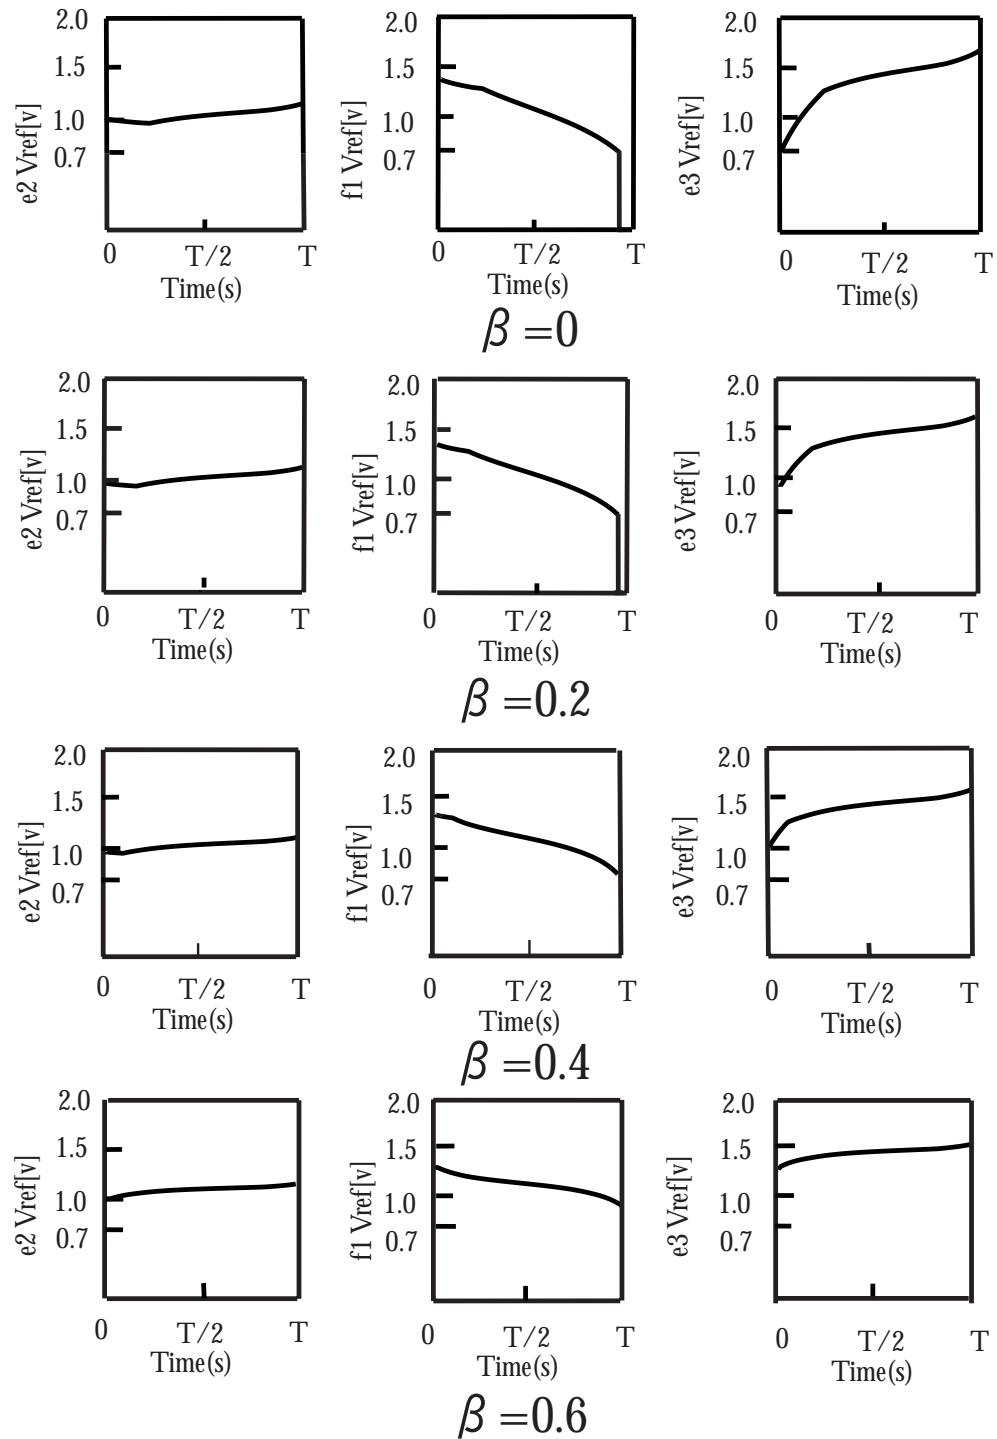 2.0
1.5
1.0
0.7
e2 Vref[v]
0 T/2 T
Time(s)
2.0
1.5
1.0
0.7
f1 Vref[v]
0 T/2 T
Time(s)
2.0
1.5
1.0
0.7
e3 Vref[v]
0 T/2 T
Time(s)
β =0
2.0
1.5
1.0
0.7
e2 Vref[v]
0 T/2 T
Time(s)
2.0
1.5
1.0
0.7
f1 Vref[v]
0 T/2 T
Time(s)
2.0
1.5
1.0
0.7
e3 Vref[v]
0 T/2 T
Time(s)
β =0.2
2.0
1.5
1.0
0.7
e2 Vref[v]
0 T/2 T
Time(s)
2.0
1.5
1.0
0.7
f1 Vref[v]
0 T/2 T
Time(s)
2.0
1.5
1.0
0.7
e3 Vref[v]
0 T/2 T
Time(s)
β =0.4
2.0
1.5
1.0
0.7
e2 Vref[v]
0 T/2 T
Time(s)
2.0
1.5
1.0
0.7
f1 Vref[v]
0 T/2 T
Time(s)
2.0
1.5
1.0
0.7
e3 Vref[v]
0 T/2 T
Time(s)
β =0.6